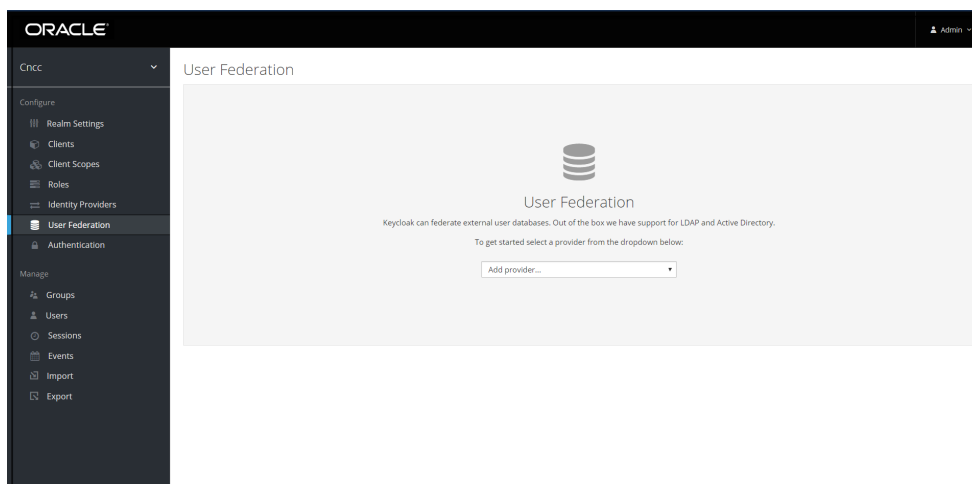 ORACLE
Admin
Cncc
User Federation
Configure
Realm Settings
Clients
Client Scopes
Roles
Identity Providers
User Federation
Authentication
Manage
Groups
Users
Sessions
Events
Import
Export
User Federation
Keycloak can federate external user databases. Out of the box we have support for LDAP and Active Directory.
To get started select a provider from the dropdown below:
Add provider...